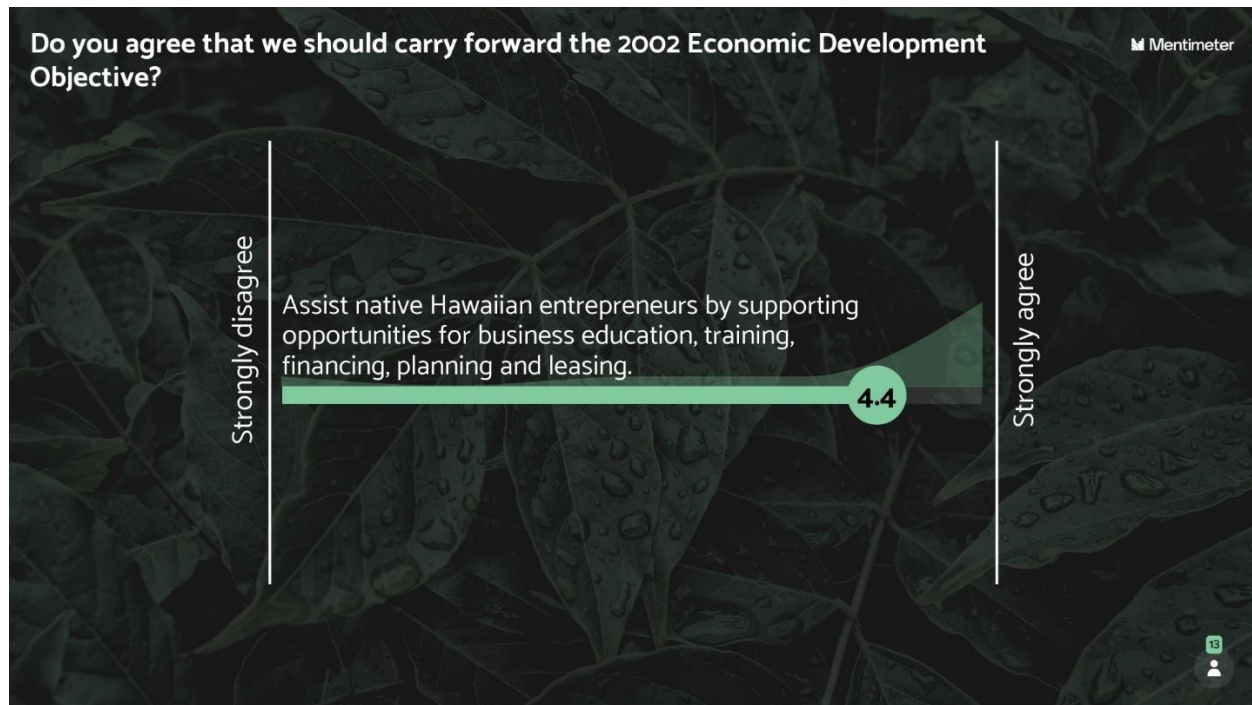 Do you agree that we should carry forward the 2002 Economic Development
Objective?
Mentimeter
Strongly disagree
Assist native Hawaiian entrepreneurs by supporting
opportunities for business education, training,
financing, planning and leasing.
4.4
Strongly agree
13